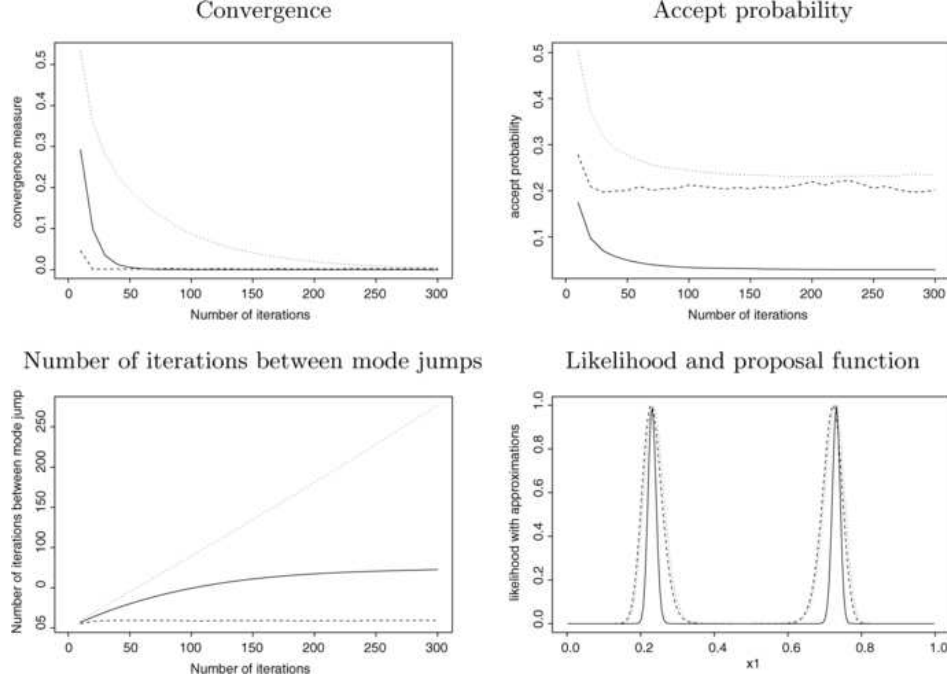 Convergence
convergence measure
0.5
0.4
0.3
0.2
0.1
0.0
0 50 100 150 200 250 300
Number of iterations
Accept probability
accept probability
0.5
0.4
0.3
0.2
0.1
0 50 100 150 200 250 300
Number of iterations
Number of iterations between mode jumps
Number of iterations between mode jump
250
200
150
100
0
05
0 50 100 150 200 250 300
Number of iterations
Likelihood and proposal function
likelihood with approximations
1.0
0.8
0.6
0.4
0.2
0.0
0.0 0.2 0.4 0.6 0.8 1.0
x1